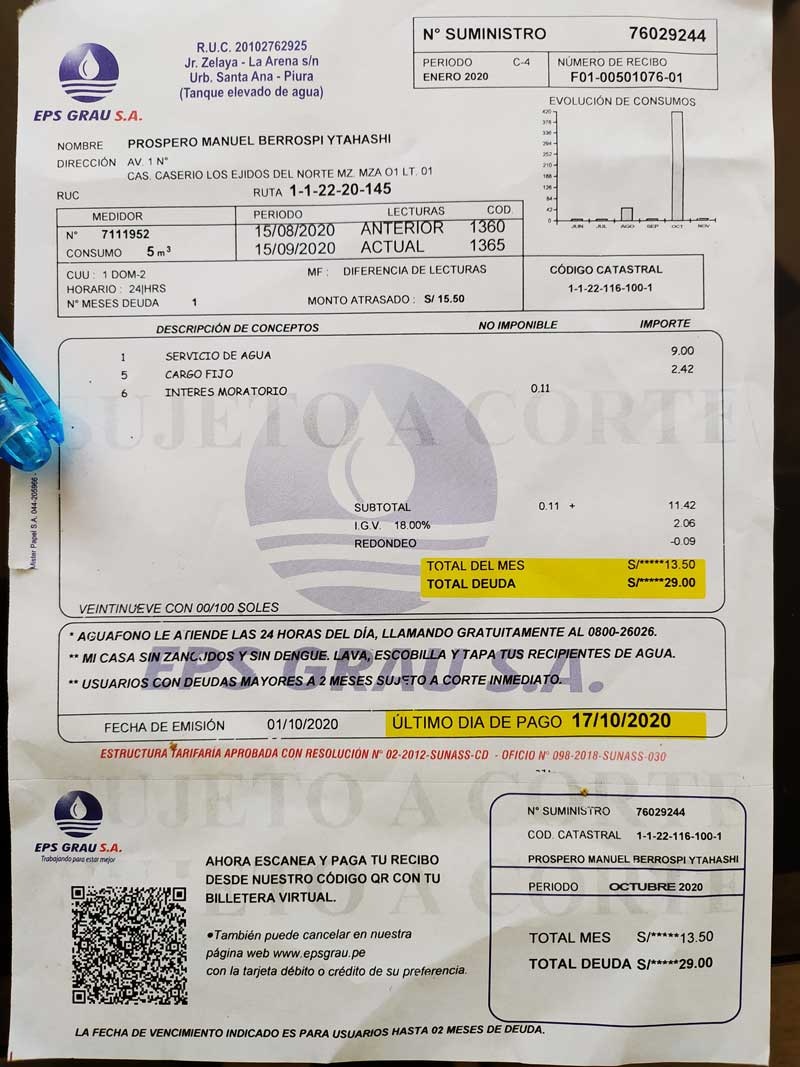 R.U.C. 20102762925
Jr. Zelaya - La Arena s/n
Urb. Santa Ana - Piura
(Tanque elevado de agua)
EPS GRAU S.A.
N° SUMINISTRO 76029244
PERIODO C-4 NÚMERO DE RECIBO
ENERO 2020 F01-00501076-01
EVOLUCIÓN DE CONSUMOS
420
378
336
294
252
210
168
126
84
42
0
JUN JUL AGO SEP OCT NOV
NOMBRE PROSPERO MANUEL BERROSPI YTAHASHI
DIRECCIÓN AV. 1 N°
CAS. CASERIO LOS EJIDOS DEL NORTE MZ. MZA O1 LT. 01
RUC RUTA 1-1-22-20-145
MEDIDOR PERIODO LECTURAS COD.
N° 7111952 15/08/2020 ANTERIOR 1360
CONSUMO 5 m³ 15/09/2020 ACTUAL 1365
CUU : 1 DOM-2 MF : DIFERENCIA DE LECTURAS
HORARIO : 24|HRS
N° MESES DEUDA 1 MONTO ATRASADO : S/ 15.50
CÓDIGO CATASTRAL
1-1-22-116-100-1
DESCRIPCIÓN DE CONCEPTOS NO IMPONIBLE IMPORTE
1 SERVICIO DE AGUA 9.00
5 CARGO FIJO 2.42
6 INTERES MORATORIO 0.11
SUJETO A CORTE
SUBTOTAL 0.11 + 11.42
I.G.V. 18.00% 2.06
REDONDEO -0.09
TOTAL DEL MES S/*****13.50
TOTAL DEUDA S/*****29.00
VEINTINUEVE CON 00/100 SOLES
Mister Papel S.A. 044-205966 -
* AGUAFONO LE ATIENDE LAS 24 HORAS DEL DÍA, LLAMANDO GRATUITAMENTE AL 0800-26026.
** MI CASA SIN ZANCUDOS Y SIN DENGUE. LAVA, ESCOBILLA Y TAPA TUS RECIPIENTES DE AGUA.
EPS GRAU S.A.
** USUARIOS CON DEUDAS MAYORES A 2 MESES SUJETO A CORTE INMEDIATO.
FECHA DE EMISIÓN 01/10/2020 ÚLTIMO DIA DE PAGO 17/10/2020
ESTRUCTURA TARIFARÍA APROBADA CON RESOLUCIÓN N° 02-2012-SUNASS-CD - OFICIO N° 098-2018-SUNASS-030
SUJETO A CORTE
EPS GRAU S.A.
Trabajando para estar mejor
AHORA ESCANEA Y PAGA TU RECIBO
DESDE NUESTRO CÓDIGO QR CON TU
BILLETERA VIRTUAL.
SUJETO A CORTE
•También puede cancelar en nuestra
página web www.epsgrau.pe
con la tarjeta débito o crédito de su preferencia.
N° SUMINISTRO 76029244
COD. CATASTRAL 1-1-22-116-100-1
PROSPERO MANUEL BERROSPI YTAHASHI
PERIODO OCTUBRE 2020
TOTAL MES S/*****13.50
TOTAL DEUDA S/*****29.00
LA FECHA DE VENCIMIENTO INDICADO ES PARA USUARIOS HASTA 02 MESES DE DEUDA.